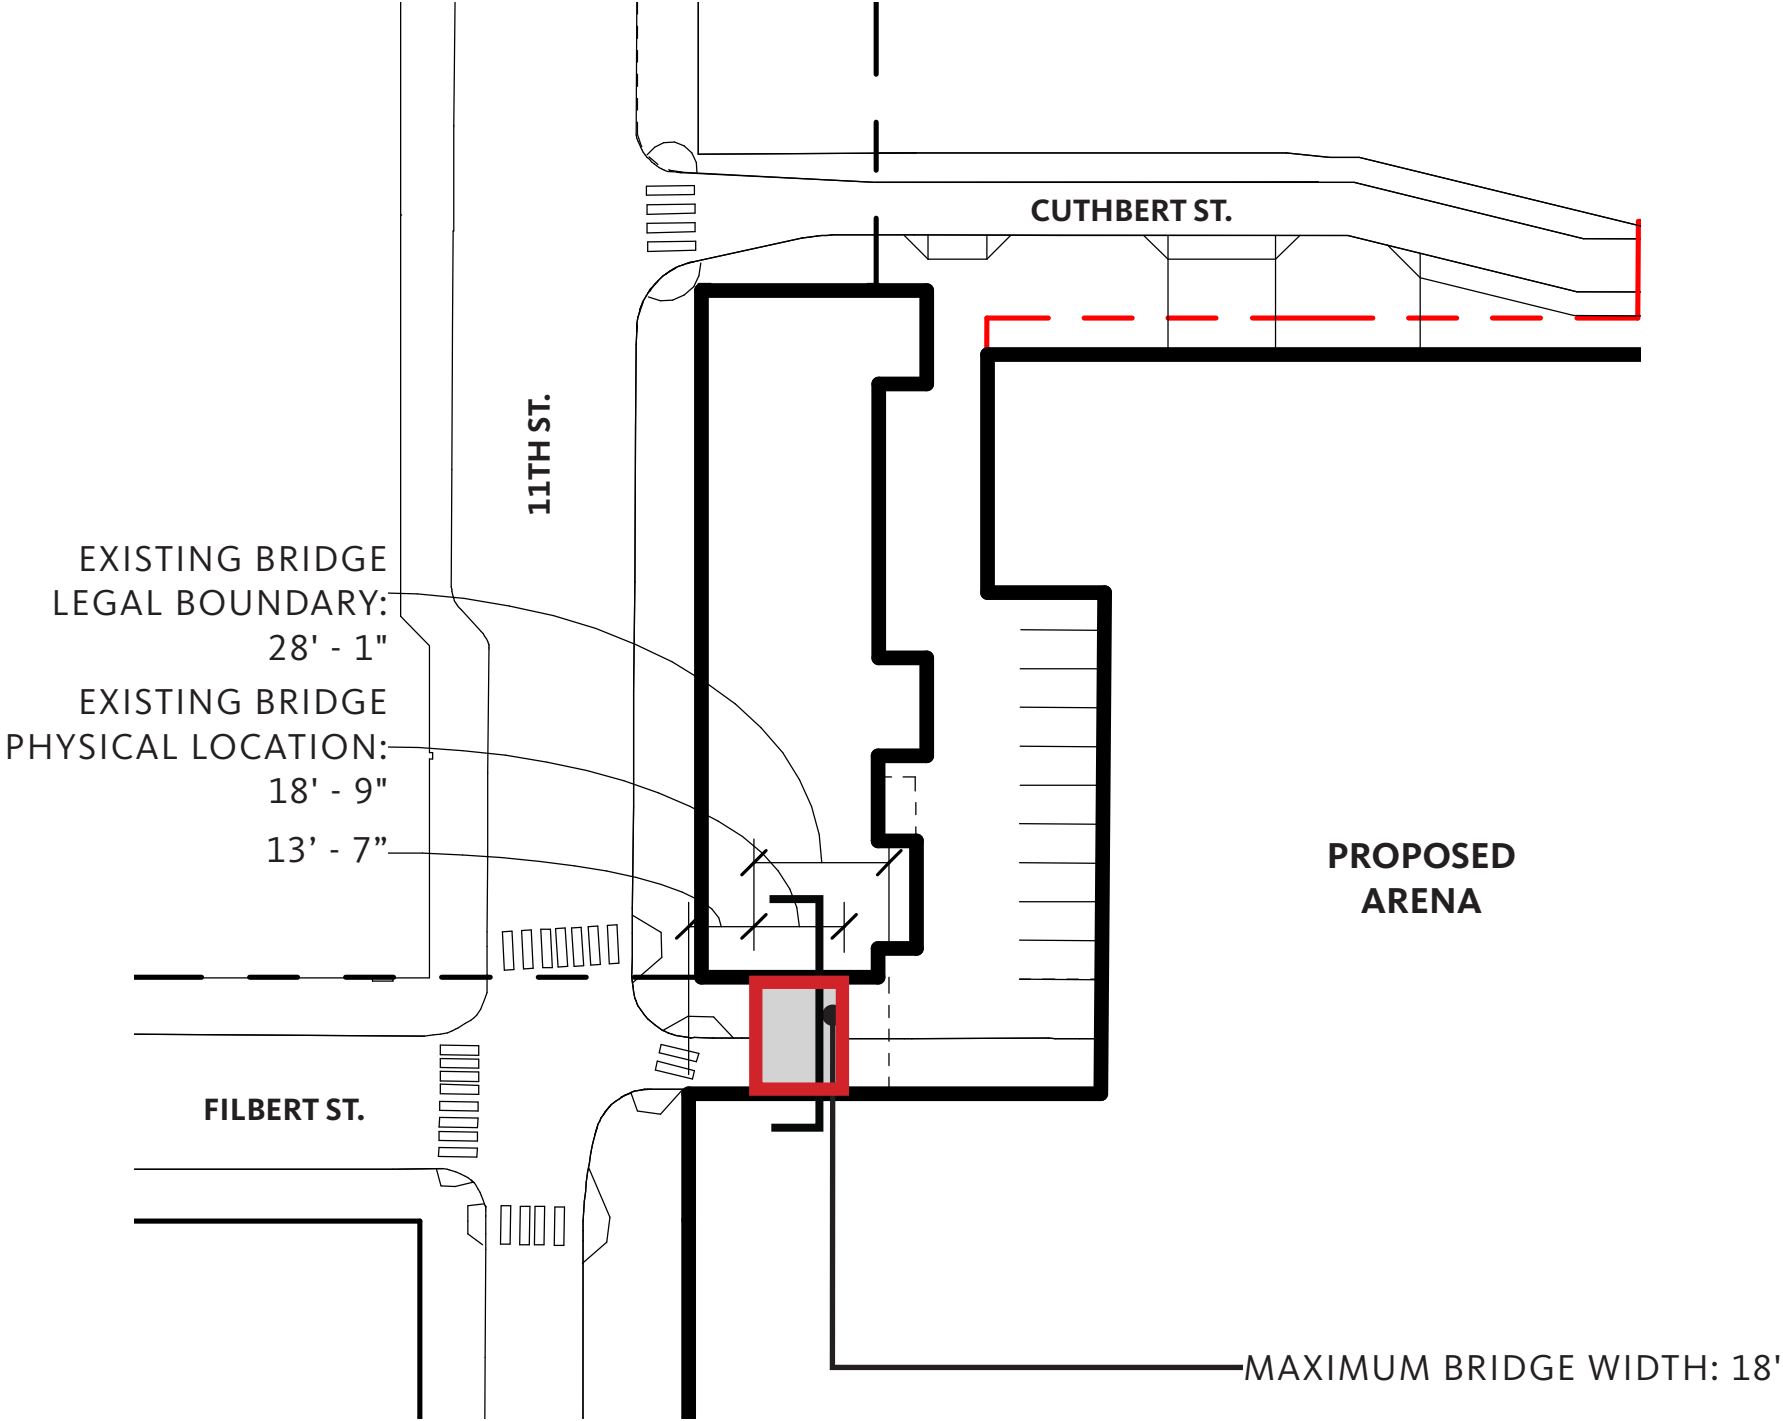 CUTHBERT ST.
11TH ST.
EXISTING BRIDGE
LEGAL BOUNDARY:
28' - 1"
EXISTING BRIDGE
PHYSICAL LOCATION:
18' - 9"
13’ - 7”
PROPOSED
ARENA
FILBERT ST.
MAXIMUM BRIDGE WIDTH: 18'